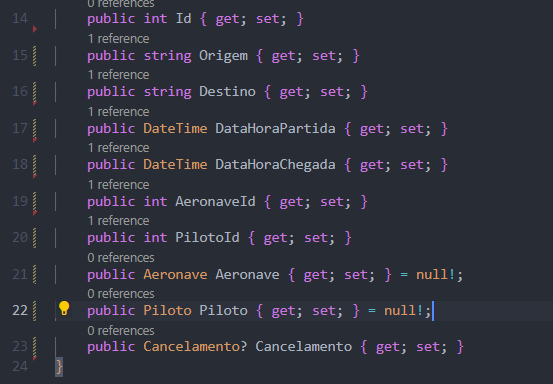 0 references
14 public int Id { get; set; }
1 reference
15 public string Origem { get; set; }
1 reference
16 public string Destino { get; set; }
1 reference
17 public DateTime DataHoraPartida { get; set; }
1 reference
18 public DateTime DataHoraChegada { get; set; }
1 reference
19 public int AeronaveId { get; set; }
1 reference
20 public int PilotoId { get; set; }
0 references
21 public Aeronave Aeronave { get; set; } = null!;
0 references
22 public Piloto Piloto { get; set; } = null!;
0 references
23 public Cancelamento? Cancelamento { get; set; }
24 }